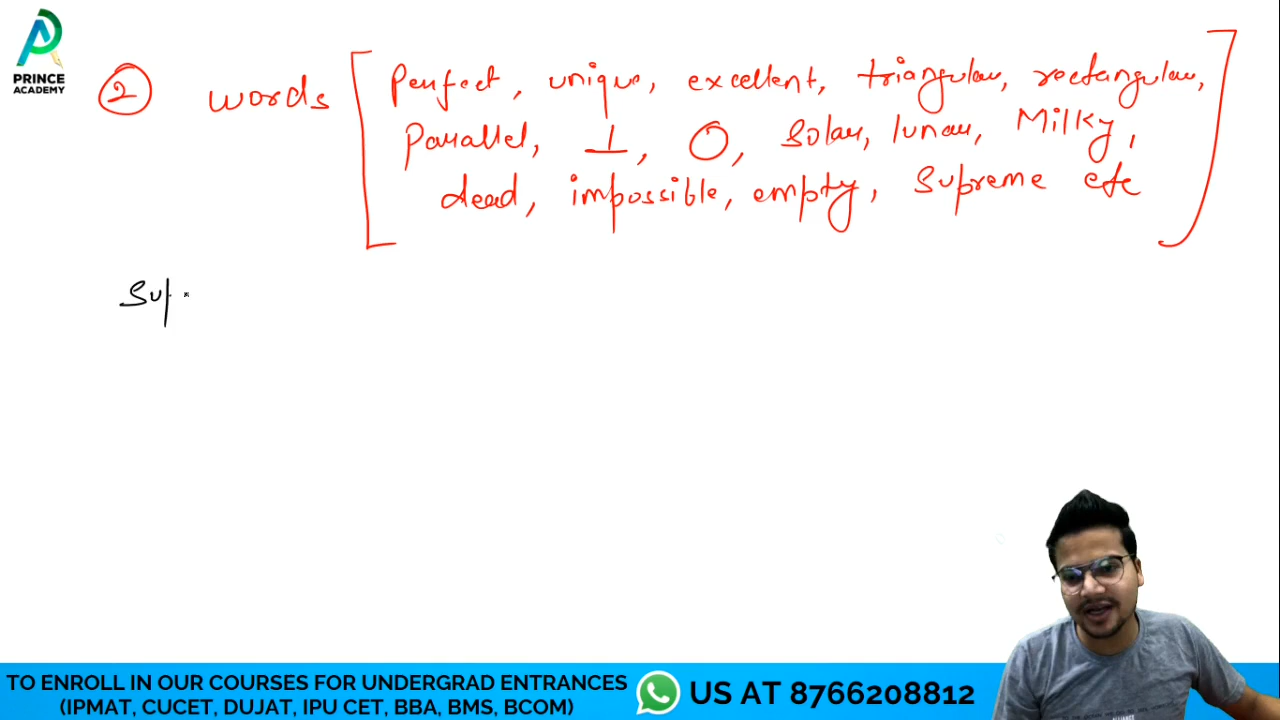 PRINCE
ACADEMY
2 words [ Perfect, unique, excellent, triangular, rectangular,
Parallel, ⊥, O, Solar, lunar, Milky,
dead, impossible, empty, Supreme etc ]
Sup
TO ENROLL IN OUR COURSES FOR UNDERGRAD ENTRANCES
(IPMAT, CUCET, DUJAT, IPU CET, BBA, BMS, BCOM)
US AT 8766208812